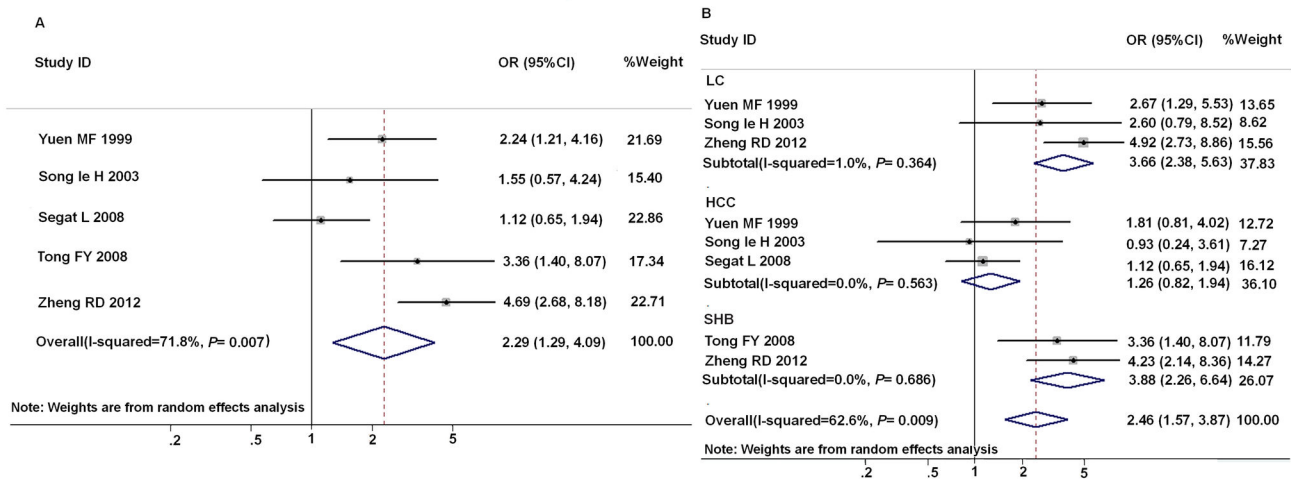 A
Study ID OR (95%CI) %Weight
Yuen MF 1999 2.24 (1.21, 4.16) 21.69
Song le H 2003 1.55 (0.57, 4.24) 15.40
Segat L 2008 1.12 (0.65, 1.94) 22.86
Tong FY 2008 3.36 (1.40, 8.07) 17.34
Zheng RD 2012 4.69 (2.68, 8.18) 22.71
Overall(I-squared=71.8%, P= 0.007) 2.29 (1.29, 4.09) 100.00
Note: Weights are from random effects analysis
.2 .5 1 2 5
B
Study ID OR (95%CI) %Weight
LC
Yuen MF 1999 2.67 (1.29, 5.53) 13.65
Song le H 2003 2.60 (0.79, 8.52) 8.62
Zheng RD 2012 4.92 (2.73, 8.86) 15.56
Subtotal(I-squared=1.0%, P= 0.364) 3.66 (2.38, 5.63) 37.83
HCC
Yuen MF 1999 1.81 (0.81, 4.02) 12.72
Song le H 2003 0.93 (0.24, 3.61) 7.27
Segat L 2008 1.12 (0.65, 1.94) 16.12
Subtotal(I-squared=0.0%, P= 0.563) 1.26 (0.82, 1.94) 36.10
SHB
Tong FY 2008 3.36 (1.40, 8.07) 11.79
Zheng RD 2012 4.23 (2.14, 8.36) 14.27
Subtotal(I-squared=0.0%, P= 0.686) 3.88 (2.26, 6.64) 26.07
Overall(I-squared=62.6%, P= 0.009) 2.46 (1.57, 3.87) 100.00
Note: Weights are from random effects analysis
.2 .5 1 2 5